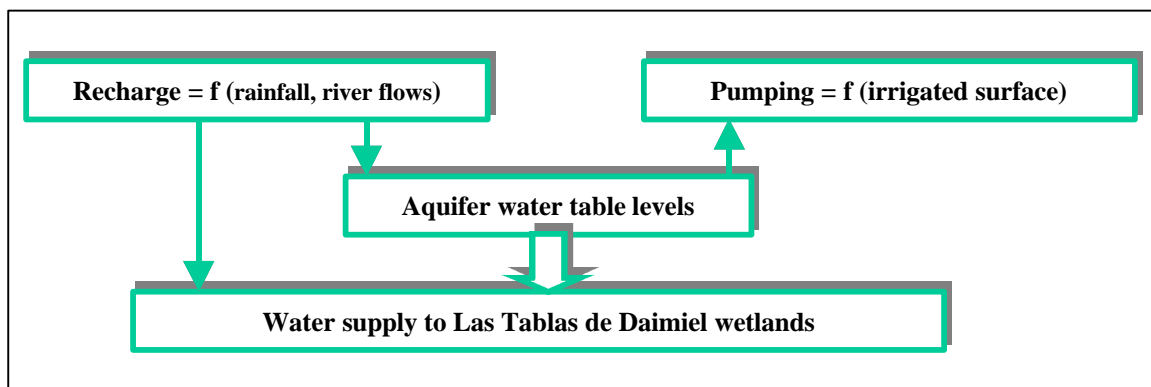 Recharge = f (rainfall, river flows)
Pumping = f (irrigated surface)
Aquifer water table levels
Water supply to Las Tablas de Daimiel wetlands